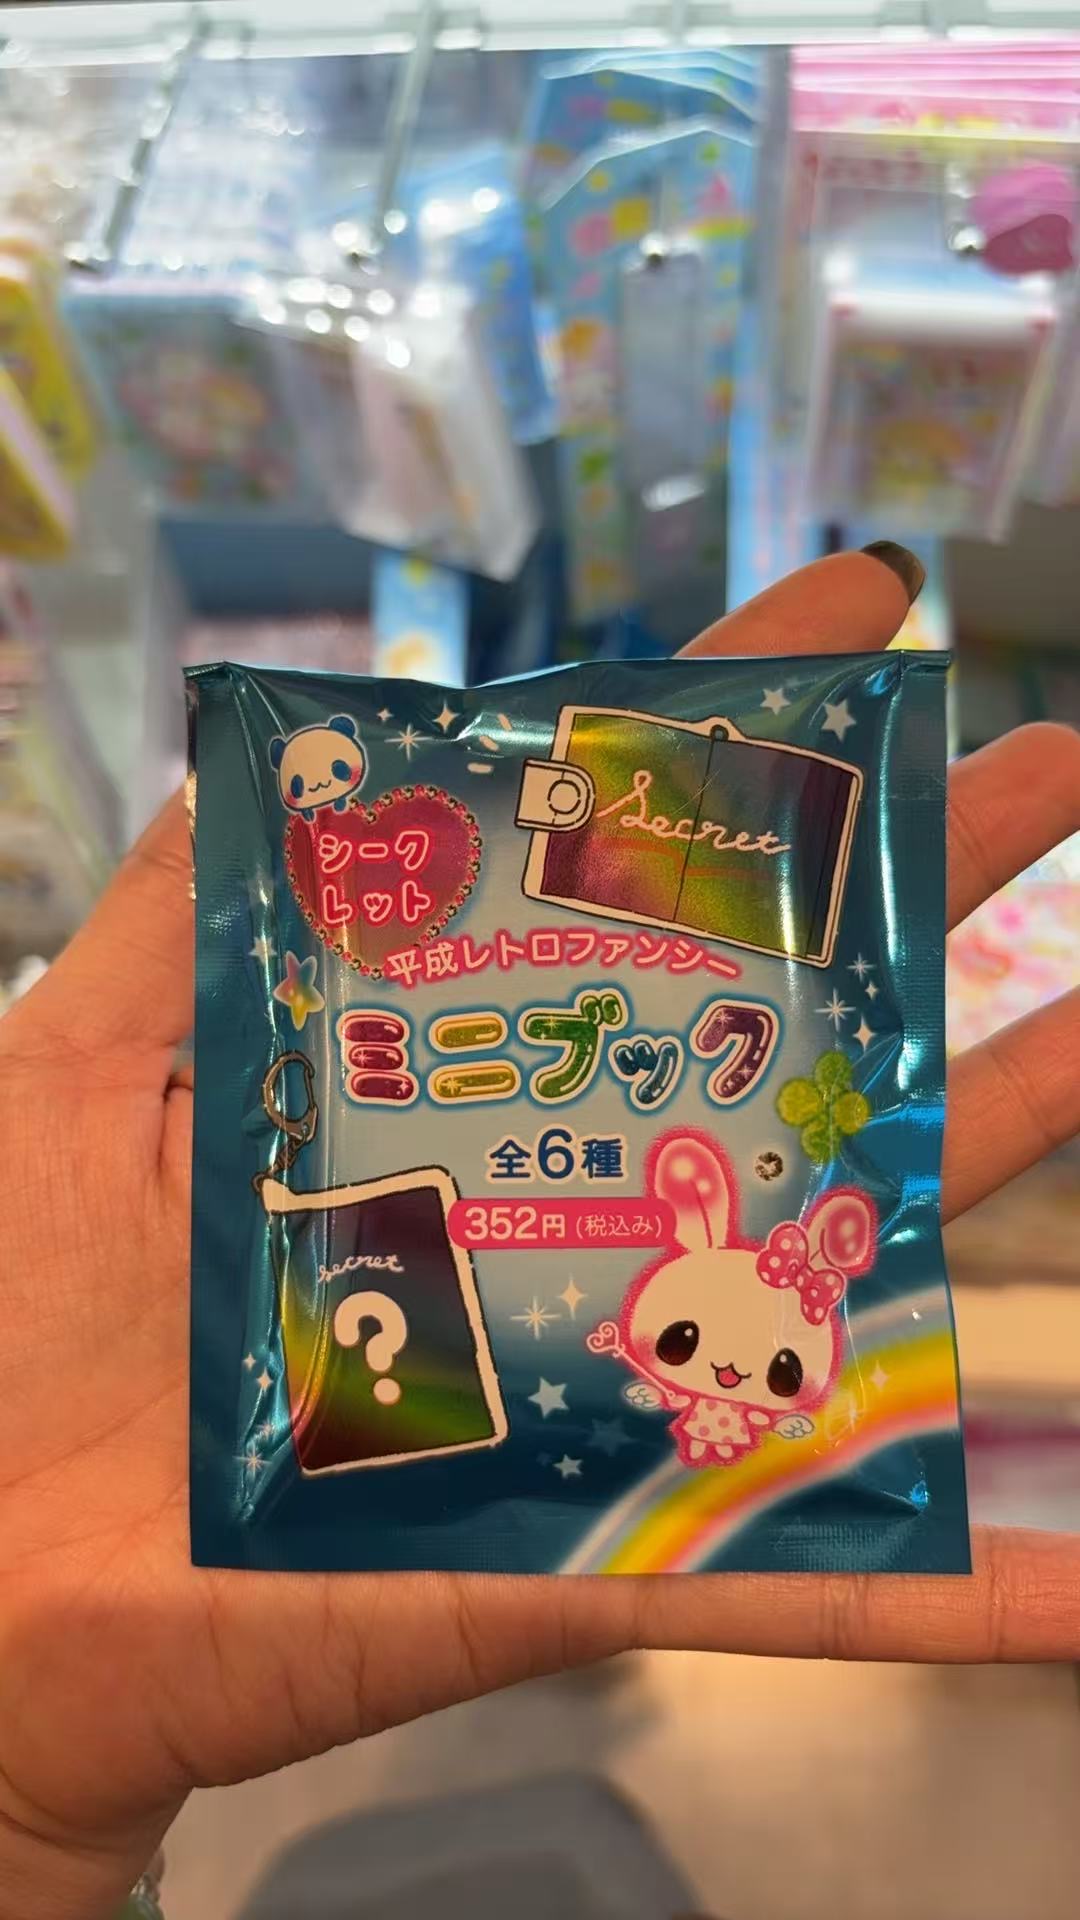 シーク
レット
Secret
平成レトロファンシー
ミニブック
全6種
352円(税込み)
secret
?